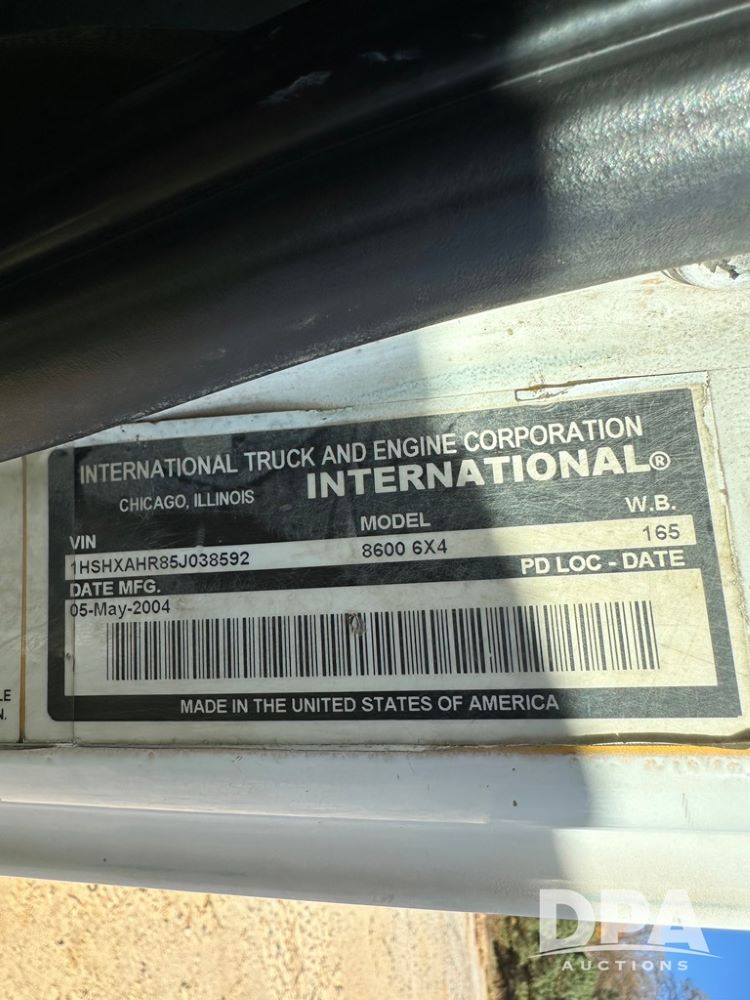 INTERNATIONAL TRUCK AND ENGINE CORPORATION
CHICAGO, ILLINOIS INTERNATIONAL®
VIN MODEL W.B.
1HSHXAHR85J038592 8600 6X4 165
DATE MFG. PD LOC - DATE
05-May-2004
MADE IN THE UNITED STATES OF AMERICA
LE
N.
DPA
AUCTIONS